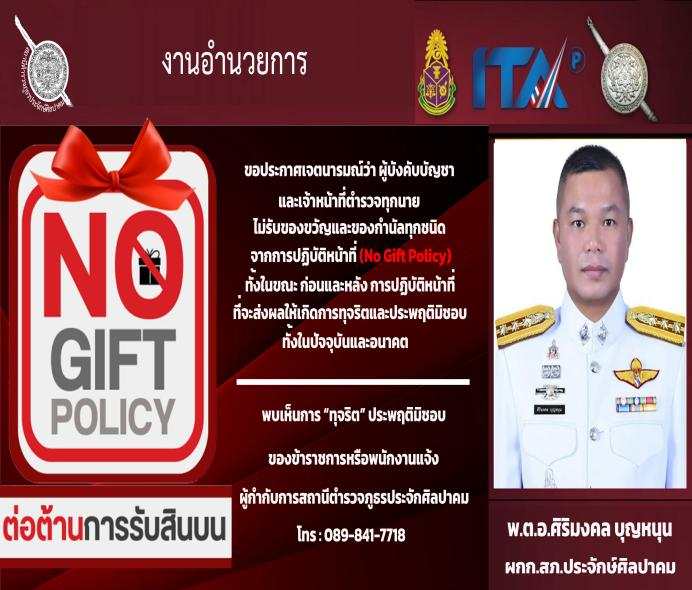 งานอำนวยการ
ITA
P
NO
GIFT
POLICY
ต่อต้านการรับสินบน
ขอประกาศเจตนารมณ์ว่า ผู้บังคับบัญชา
และเจ้าหน้าที่ตำรวจทุกนาย
ไม่รับของขวัญและของกำนัลทุกชนิด
จากการปฏิบัติหน้าที่ (No Gift Policy)
ทั้งในขณะ ก่อนและหลัง การปฏิบัติหน้าที่
ที่จะส่งผลให้เกิดการทุจริตและประพฤติมิชอบ
ทั้งในปัจจุบันและอนาคต
พบเห็นการ “ทุจริต” ประพฤติมิชอบ
ของข้าราชการหรือพนักงานแจ้ง
ผู้กำกับการสถานีตำรวจภูธรประจักศิลปาคม
โทร : 089-841-7718
พ.ต.อ.ศิริมงคล บุญหนุน
ผกก.สภ.ประจักษ์ศิลปาคม